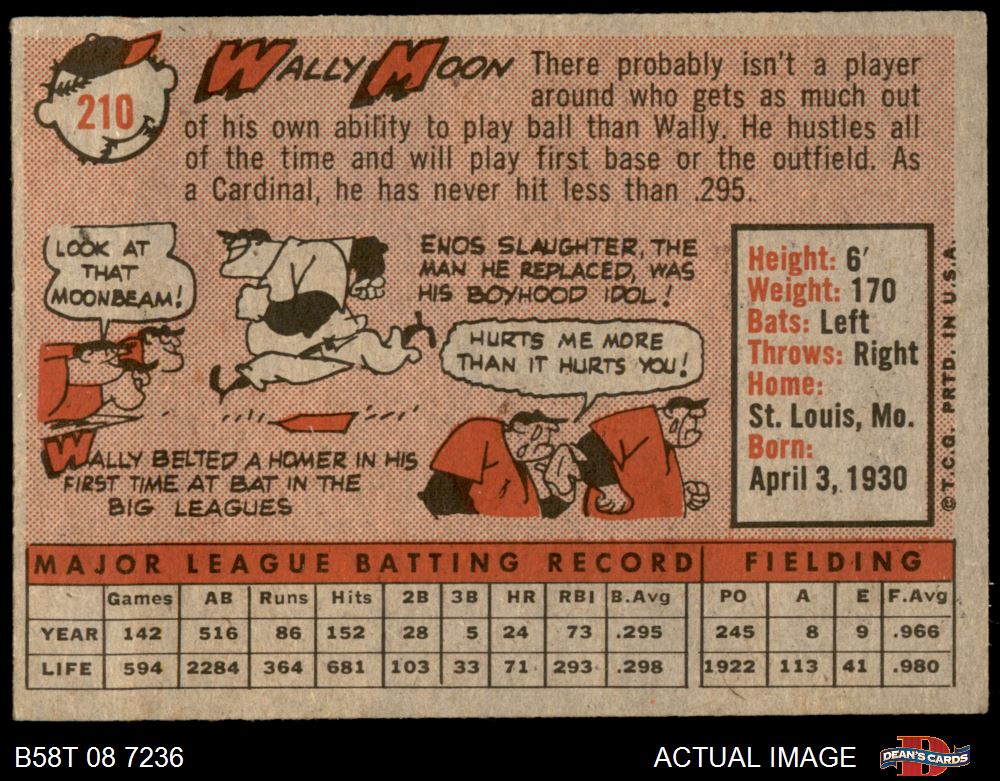 210
WALLY MOON There probably isn't a player
around who gets as much out
of his own ability to play ball than Wally. He hustles all
of the time and will play first base or the outfield. As
a Cardinal, he has never hit less than .295.
LOOK AT
THAT
MOONBEAM!
ENOS SLAUGHTER, THE
MAN HE REPLACED, WAS
HIS BOYHOOD IDOL!
HURTS ME MORE
THAN IT HURTS YOU!
WALLY BELTED A HOMER IN HIS
FIRST TIME AT BAT IN THE
BIG LEAGUES
Height: 6'
Weight: 170
Bats: Left
Throws: Right
Home:
St. Louis, Mo.
Born:
April 3, 1930
©T.C.G. PRTD. IN U.S.A.
MAJOR LEAGUE BATTING RECORD FIELDING
Games AB Runs Hits 2B 3B HR RBI B.Avg PO A E F.Avg
YEAR 142 516 86 152 28 5 24 73 .295 245 8 9 .966
LIFE 594 2284 364 681 103 33 71 293 .298 1922 113 41 .980
B58T 08 7236 ACTUAL IMAGE DEAN'S CARDS